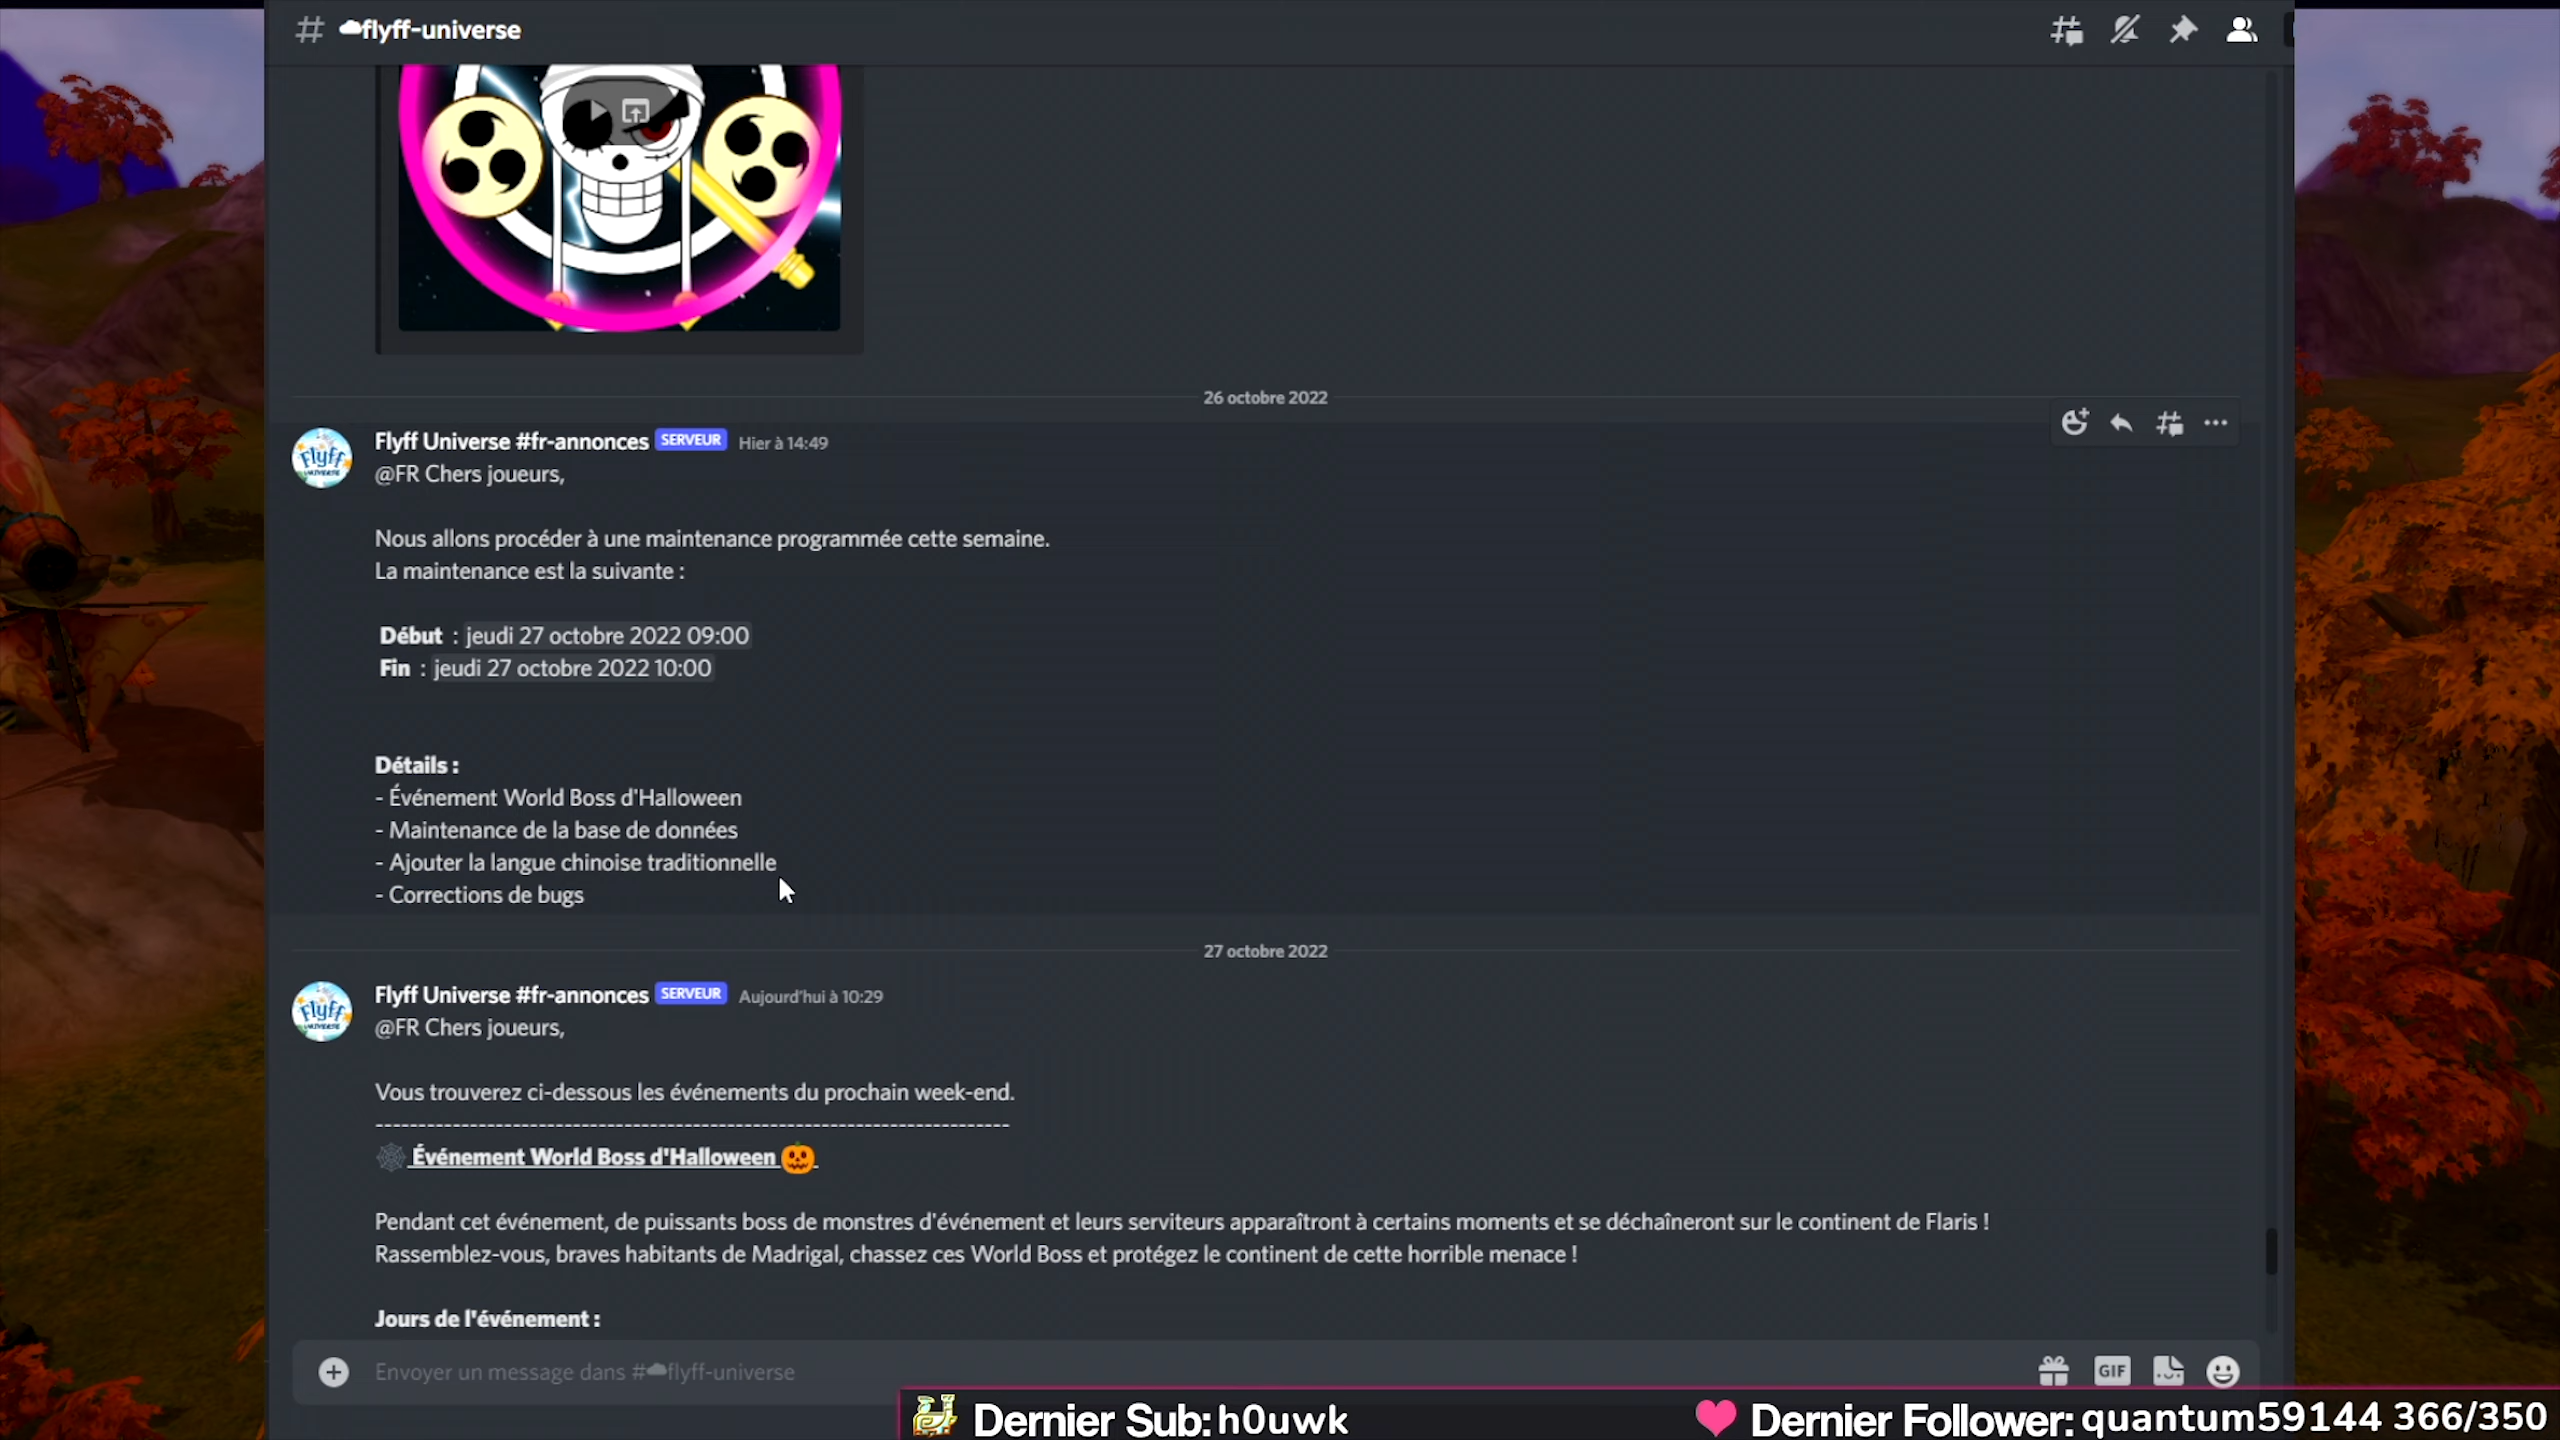 flyff-universe
26 octobre 2022
Flyff Universe #fr-annonces SERVEUR Hier à 14:49
@FR Chers joueurs,
Nous allons procéder à une maintenance programmée cette semaine.
La maintenance est la suivante :
Début : jeudi 27 octobre 2022 09:00
Fin : jeudi 27 octobre 2022 10:00
Détails :
- Événement World Boss d'Halloween
- Maintenance de la base de données
- Ajouter la langue chinoise traditionnelle
- Corrections de bugs
27 octobre 2022
Flyff Universe #fr-annonces SERVEUR Aujourd'hui à 10:29
@FR Chers joueurs,
Vous trouverez ci-dessous les événements du prochain week-end.
--------------------------------------------------------------------------
🕸️ Événement World Boss d'Halloween 🎃
Pendant cet événement, de puissants boss de monstres d'événement et leurs serviteurs apparaîtront à certains moments et se déchaîneront sur le continent de Flaris !
Rassemblez-vous, braves habitants de Madrigal, chassez ces World Boss et protégez le continent de cette horrible menace !
Jours de l'événement :
Envoyer un message dans #☁flyff-universe
GIF
Dernier Sub: h0uwk
Dernier Follower: quantum59144 366/350